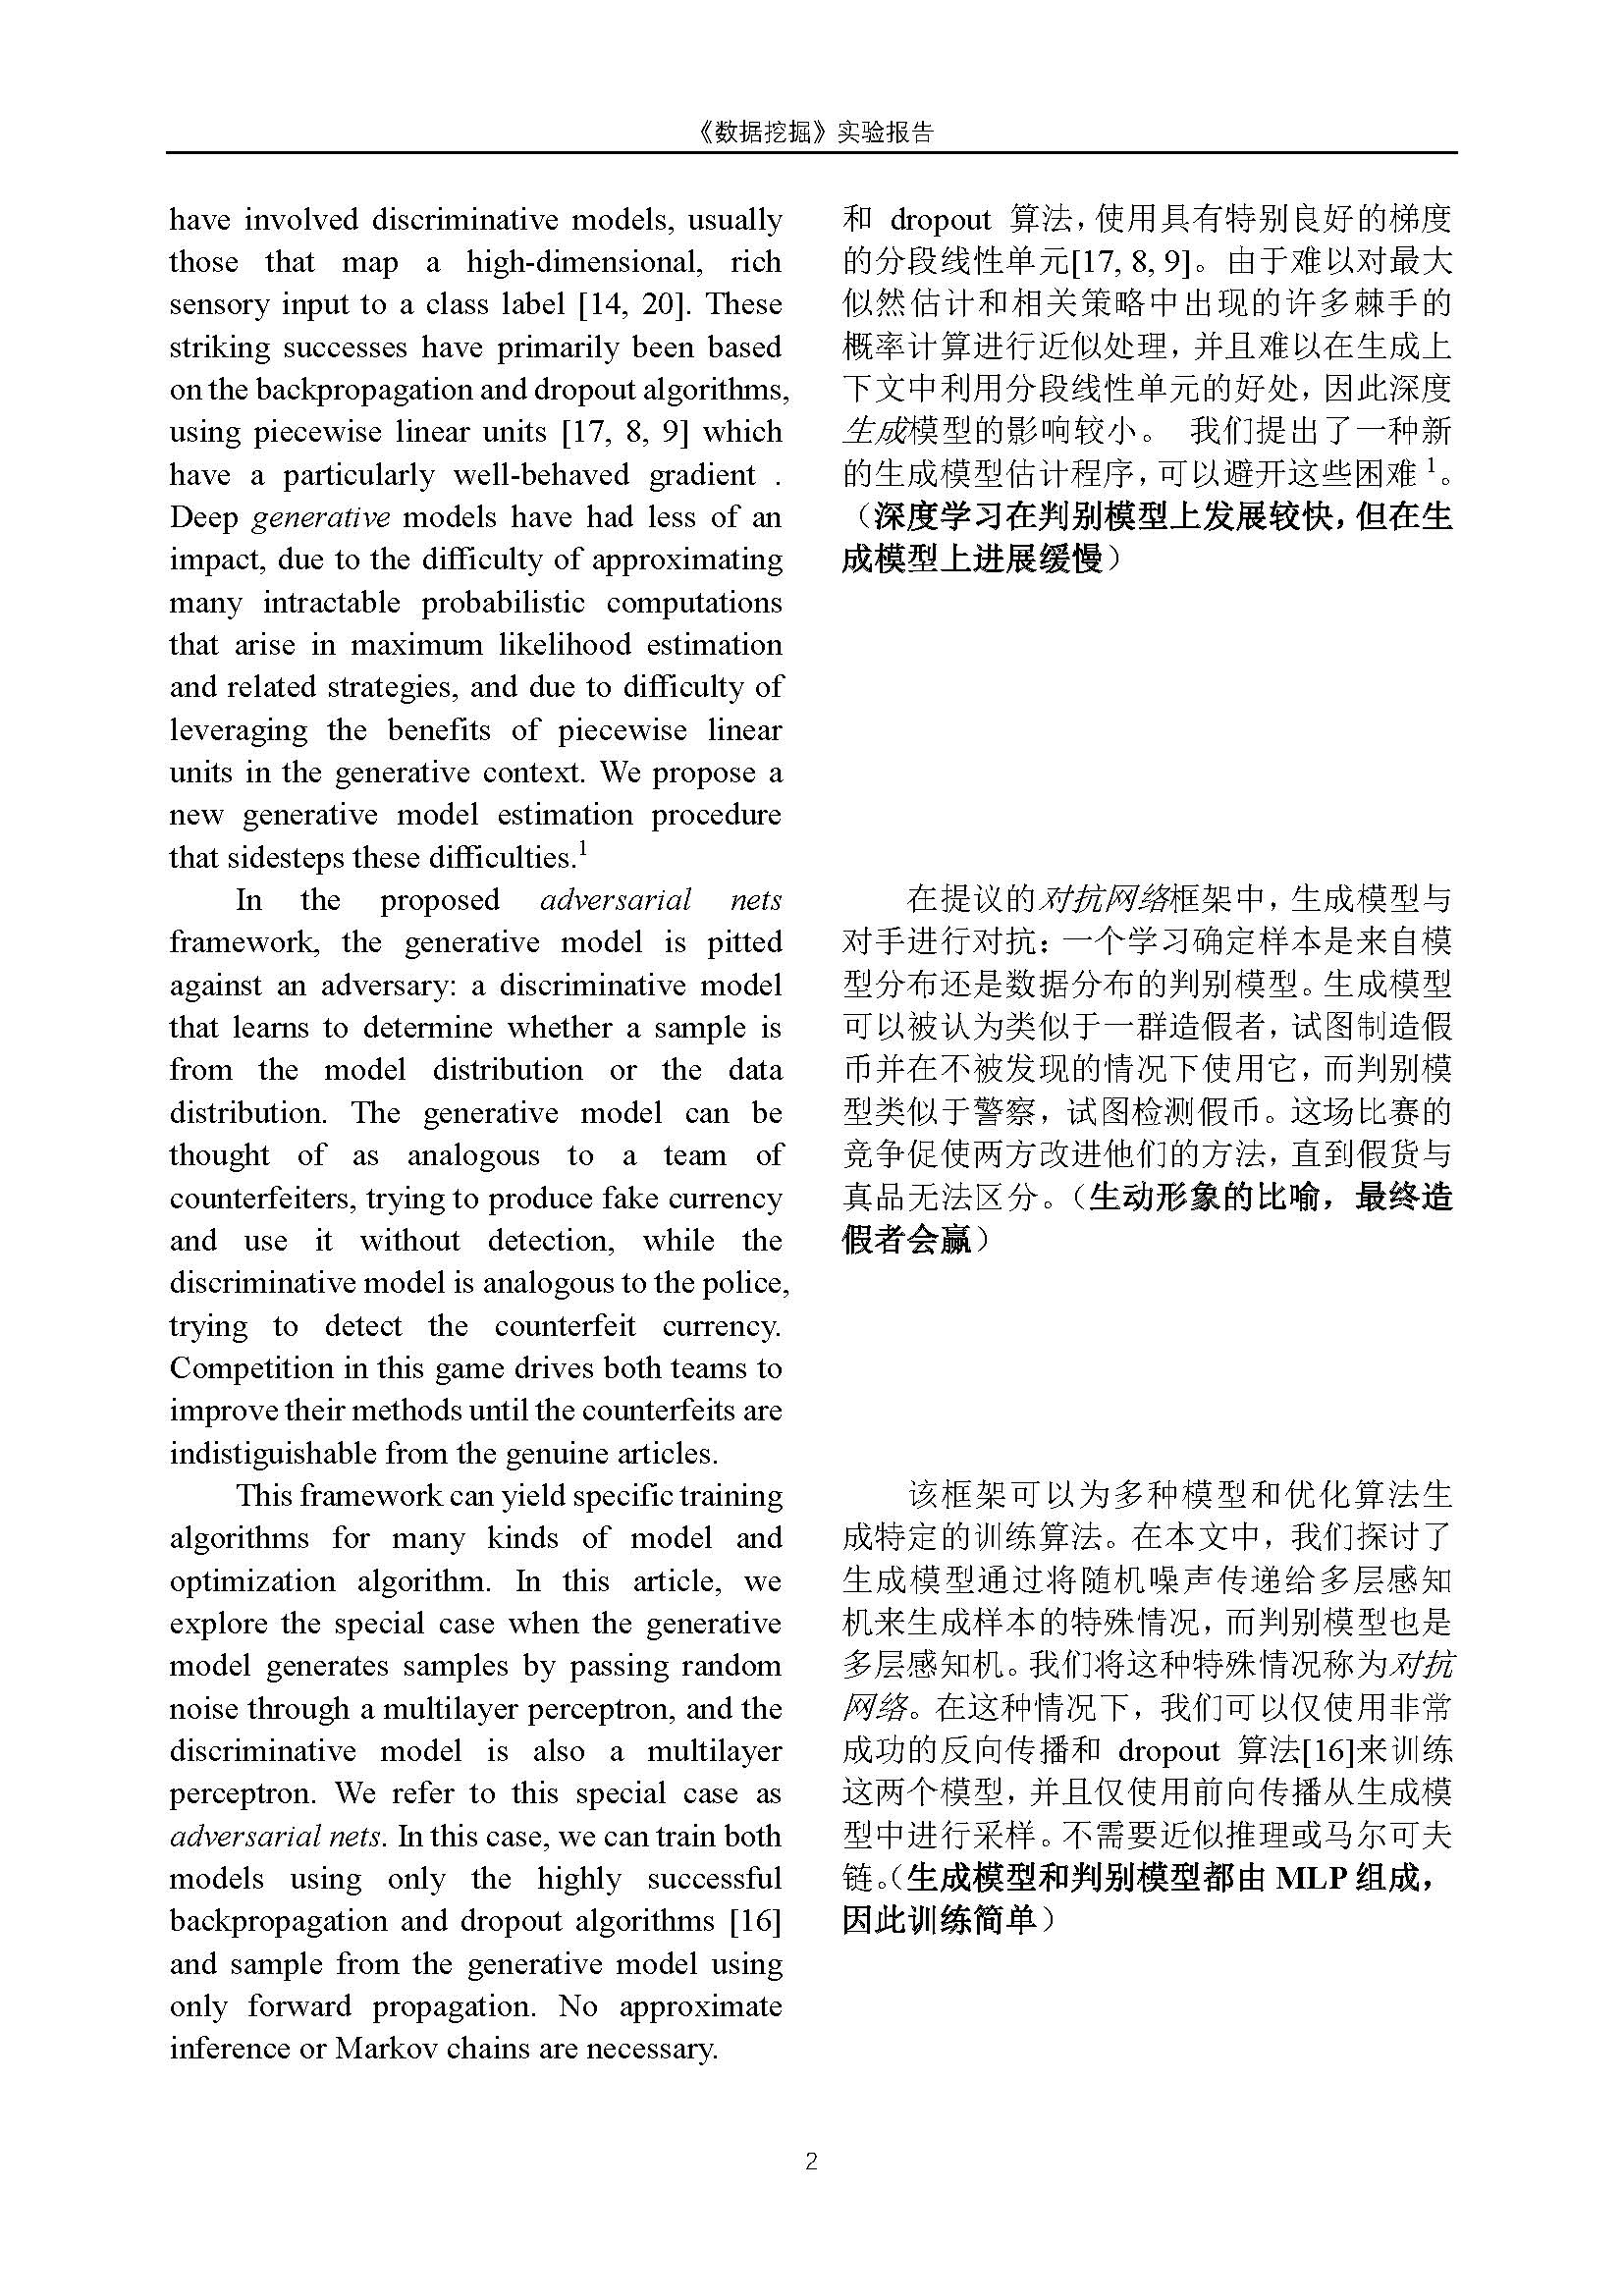 《数据挖掘》实验报告
have involved discriminative models, usually
those that map a high-dimensional, rich
sensory input to a class label [14, 20]. These
striking successes have primarily been based
on the backpropagation and dropout algorithms,
using piecewise linear units [17, 8, 9] which
have a particularly well-behaved gradient .
Deep generative models have had less of an
impact, due to the difficulty of approximating
many intractable probabilistic computations
that arise in maximum likelihood estimation
and related strategies, and due to difficulty of
leveraging the benefits of piecewise linear
units in the generative context. We propose a
new generative model estimation procedure
that sidesteps these difficulties.¹
In the proposed adversarial nets
framework, the generative model is pitted
against an adversary: a discriminative model
that learns to determine whether a sample is
from the model distribution or the data
distribution. The generative model can be
thought of as analogous to a team of
counterfeiters, trying to produce fake currency
and use it without detection, while the
discriminative model is analogous to the police,
trying to detect the counterfeit currency.
Competition in this game drives both teams to
improve their methods until the counterfeits are
indistiguishable from the genuine articles.
This framework can yield specific training
algorithms for many kinds of model and
optimization algorithm. In this article, we
explore the special case when the generative
model generates samples by passing random
noise through a multilayer perceptron, and the
discriminative model is also a multilayer
perceptron. We refer to this special case as
adversarial nets. In this case, we can train both
models using only the highly successful
backpropagation and dropout algorithms [16]
and sample from the generative model using
only forward propagation. No approximate
inference or Markov chains are necessary.
和 dropout 算法，使用具有特别良好的梯度
的分段线性单元[17, 8, 9]。由于难以对最大
似然估计和相关策略中出现的许多棘手的
概率计算进行近似处理，并且难以在生成上
下文中利用分段线性单元的好处，因此深度
生成模型的影响较小。 我们提出了一种新
的生成模型估计程序，可以避开这些困难¹。
（深度学习在判别模型上发展较快，但在生
成模型上进展缓慢）
在提议的对抗网络框架中，生成模型与
对手进行对抗：一个学习确定样本是来自模
型分布还是数据分布的判别模型。生成模型
可以被认为类似于一群造假者，试图制造假
币并在不被发现的情况下使用它，而判别模
型类似于警察，试图检测假币。这场比赛的
竞争促使两方改进他们的方法，直到假货与
真品无法区分。（生动形象的比喻，最终造
假者会赢）
该框架可以为多种模型和优化算法生
成特定的训练算法。在本文中，我们探讨了
生成模型通过将随机噪声传递给多层感知
机来生成样本的特殊情况，而判别模型也是
多层感知机。我们将这种特殊情况称为对抗
网络。在这种情况下，我们可以仅使用非常
成功的反向传播和 dropout 算法[16]来训练
这两个模型，并且仅使用前向传播从生成模
型中进行采样。不需要近似推理或马尔可夫
链。（生成模型和判别模型都由 MLP 组成，
因此训练简单）
2